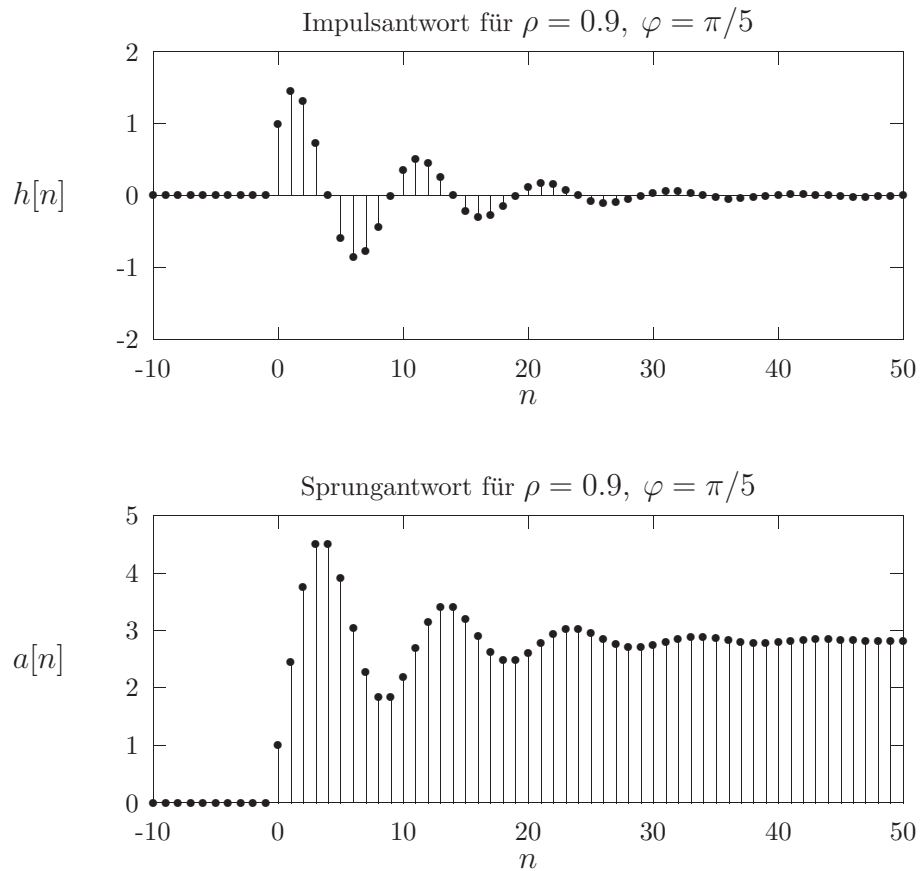 Impulsantwort für ρ = 0.9, φ = π/5
2
1
h[n]
0
-1
-2
-10 0 10 20 30 40 50
n
Sprungantwort für ρ = 0.9, φ = π/5
5
4
3
a[n]
2
1
0
-10 0 10 20 30 40 50
n